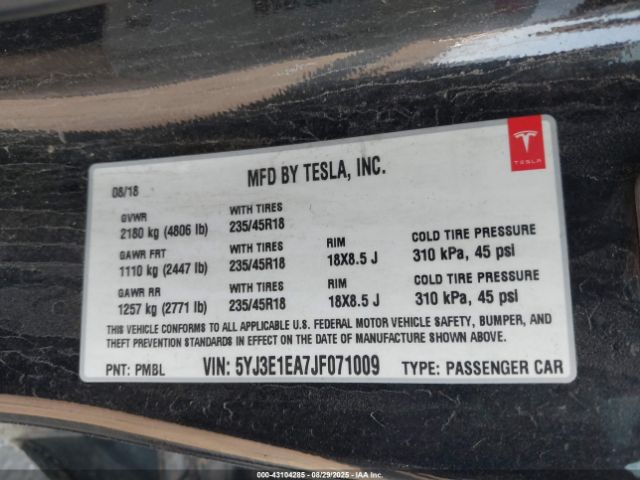 TESLA
MFD BY TESLA, INC.
08/18
GVWR WITH TIRES
2180 kg (4806 lb) 235/45R18
GAWR FRT WITH TIRES RIM COLD TIRE PRESSURE
1110 kg (2447 lb) 235/45R18 18X8.5 J 310 kPa, 45 psi
GAWR RR WITH TIRES RIM COLD TIRE PRESSURE
1257 kg (2771 lb) 235/45R18 18X8.5 J 310 kPa, 45 psi
THIS VEHICLE CONFORMS TO ALL APPLICABLE U.S. FEDERAL MOTOR VEHICLE SAFETY, BUMPER, AND
THEFT PREVENTION STANDARDS IN EFFECT ON THE DATE OF MANUFACTURE SHOWN ABOVE.
PNT: PMBL VIN: 5YJ3E1EA7JF071009 TYPE: PASSENGER CAR
000-43104285 - 08/29/2025 - IAA Inc.